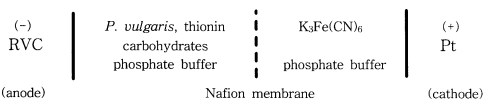 (−) P. vulgaris, thionin K₃Fe(CN)₆ (+)
RVC carbohydrates Pt
phosphate buffer phosphate buffer
(anode) Nafion membrane (cathode)